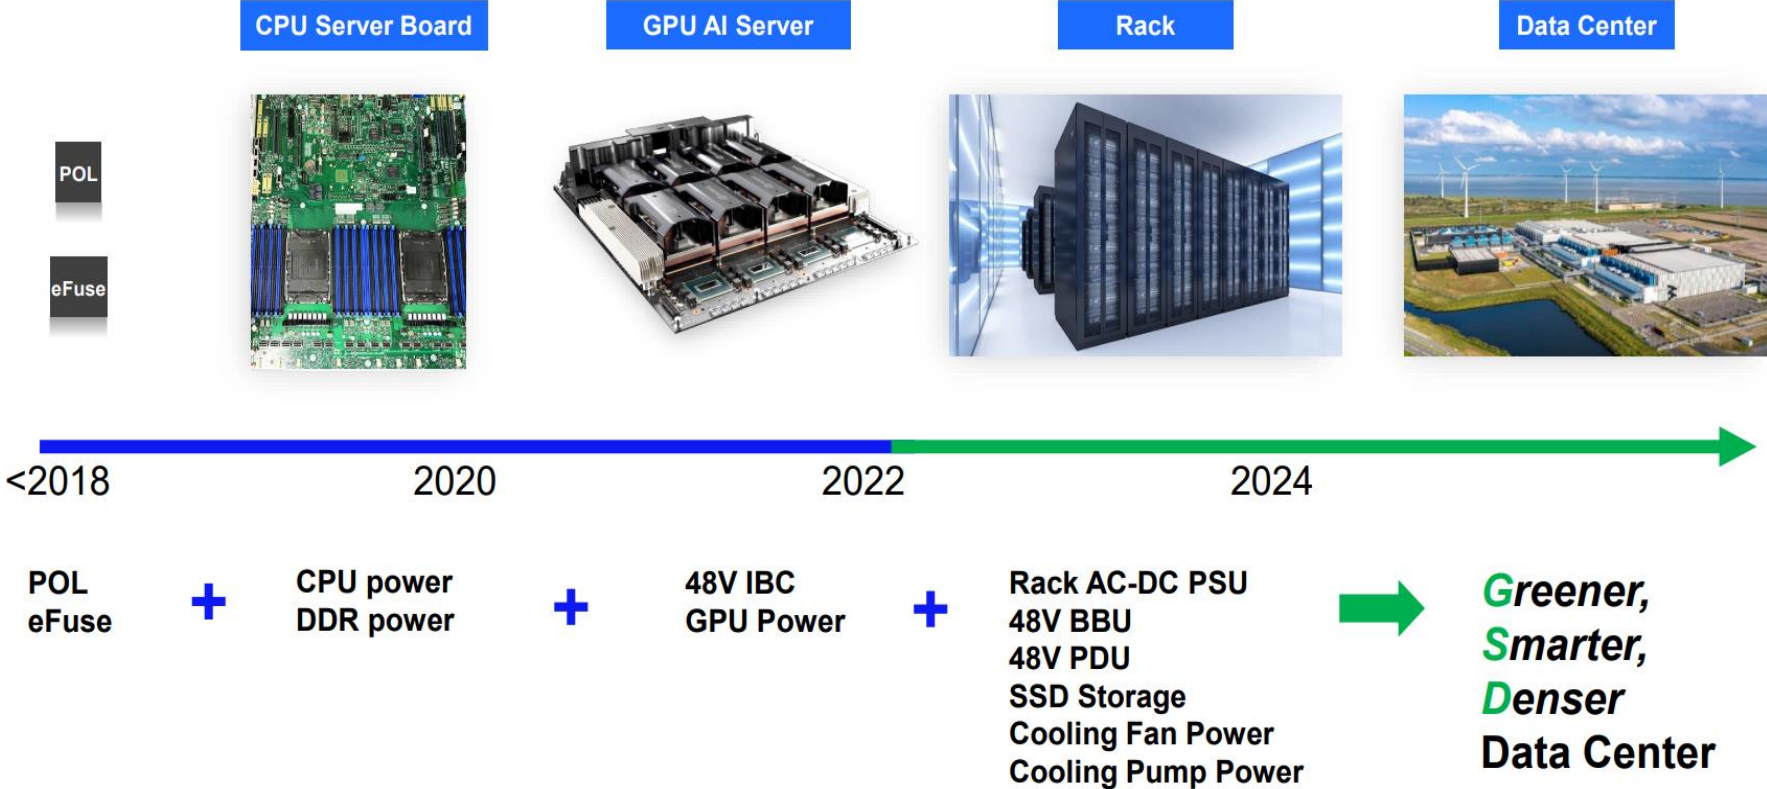 CPU Server Board
GPU AI Server
Rack
Data Center
POL
eFuse
<2018
2020
2022
2024
POL
eFuse
+
CPU power
DDR power
+
48V IBC
GPU Power
+
Rack AC-DC PSU
48V BBU
48V PDU
SSD Storage
Cooling Fan Power
Cooling Pump Power
Greener,
Smarter,
Denser
Data Center